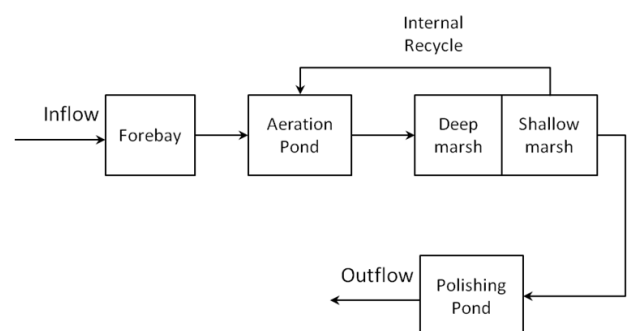 Internal
Recycle
Inflow
Forebay
Aeration
Pond
Deep
marsh
Shallow
marsh
Outflow
Polishing
Pond